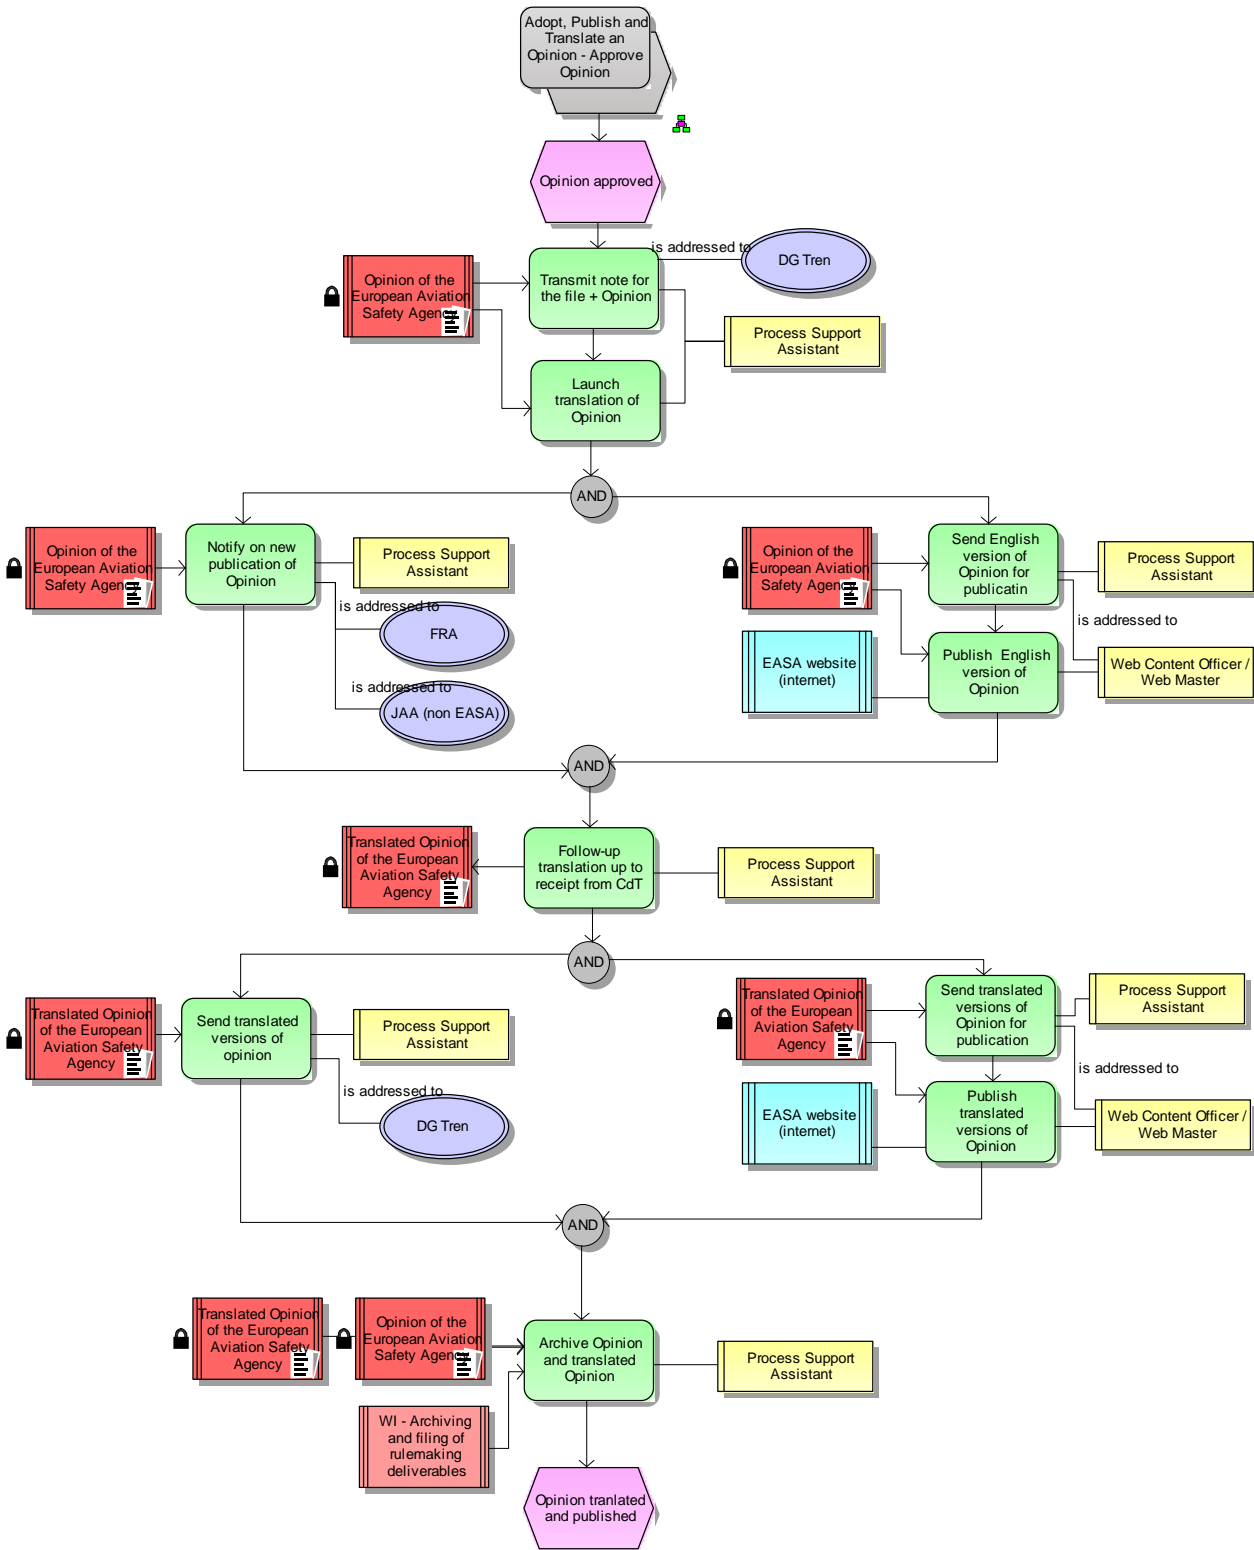 Adopt, Publish and
Translate an
Opinion - Approve
Opinion
Opinion approved
is addressed to
DG Tren
Opinion of the
European Aviation
Safety Agency
Transmit note for
the file + Opinion
Process Support
Assistant
Launch
translation of
Opinion
AND
Opinion of the
European Aviation
Safety Agency
Notify on new
publication of
Opinion
Process Support
Assistant
is addressed to
FRA
is addressed to
JAA (non EASA)
Opinion of the
European Aviation
Safety Agency
Send English
version of
Opinion for
publicatin
Process Support
Assistant
is addressed to
EASA website
(internet)
Publish English
version of
Opinion
Web Content Officer /
Web Master
AND
Translated Opinion
of the European
Aviation Safety
Agency
Follow-up
translation up to
receipt from CdT
Process Support
Assistant
AND
Translated Opinion
of the European
Aviation Safety
Agency
Send translated
versions of
opinion
Process Support
Assistant
is addressed to
DG Tren
Translated Opinion
of the European
Aviation Safety
Agency
Send translated
versions of
Opinion for
publication
Process Support
Assistant
is addressed to
EASA website
(internet)
Publish
translated
versions of
Opinion
Web Content Officer /
Web Master
AND
Translated Opinion
of the European
Aviation Safety
Agency
Opinion of the
European Aviation
Safety Agency
Archive Opinion
and translated
Opinion
Process Support
Assistant
WI - Archiving
and filing of
rulemaking
deliverables
Opinion tranlated
and published